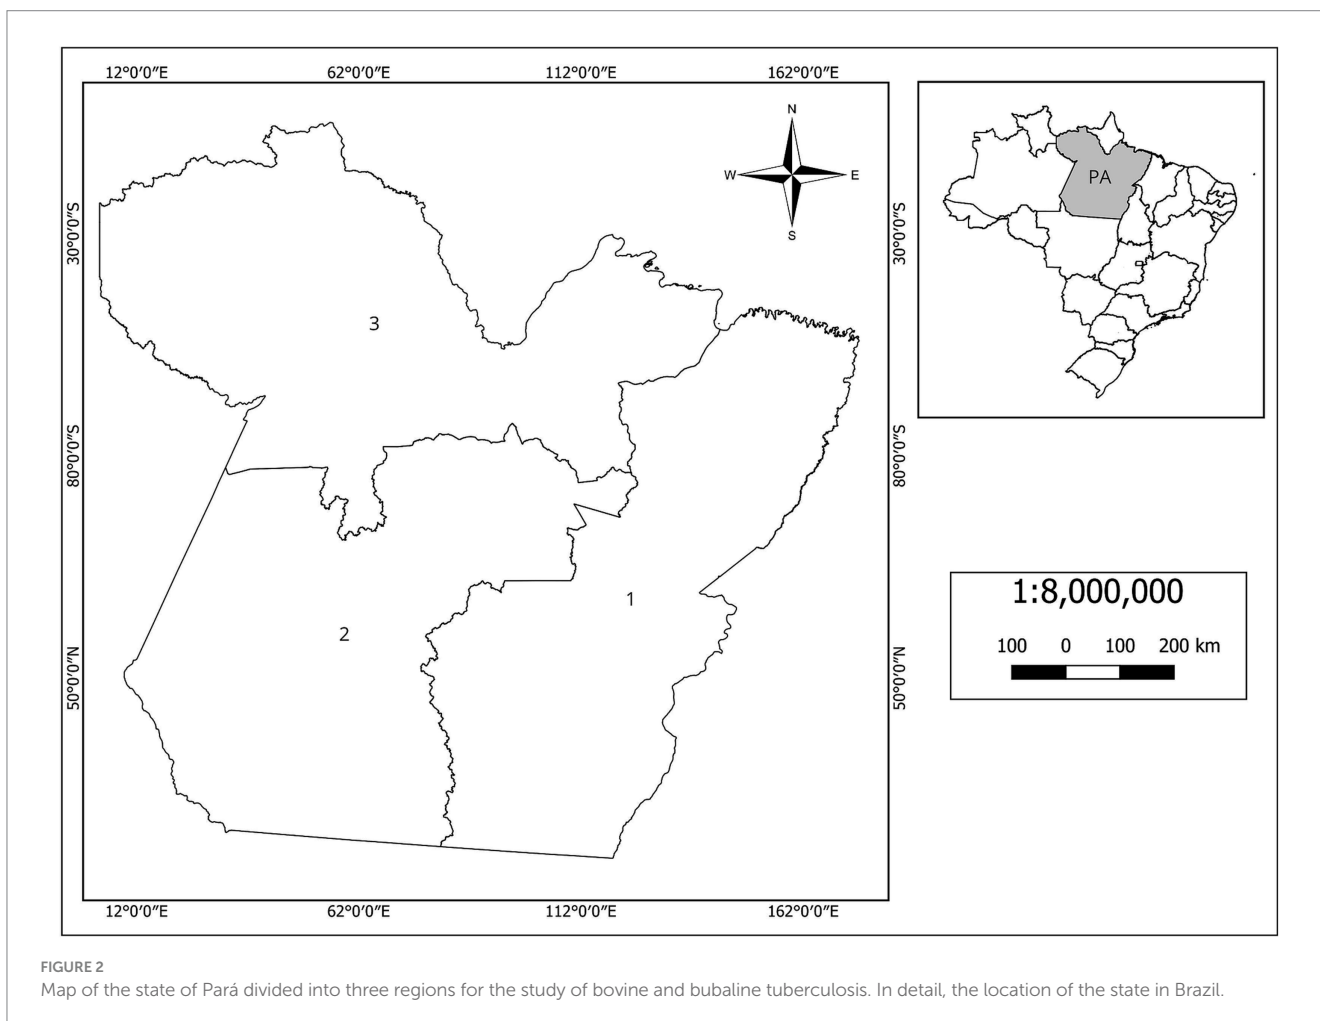 12°0′0″E 62°0′0″E 112°0′0″E 162°0′0″E
N
W E
S
PA
30°0′0″S 30°0′0″S
3
80°0′0″S 80°0′0″S
1
1:8,000,000
2
100 0 100 200 km
50°0′0″N 50°0′0″N
12°0′0″E 62°0′0″E 112°0′0″E 162°0′0″E
FIGURE 2
Map of the state of Pará divided into three regions for the study of bovine and bubaline tuberculosis. In detail, the location of the state in Brazil.